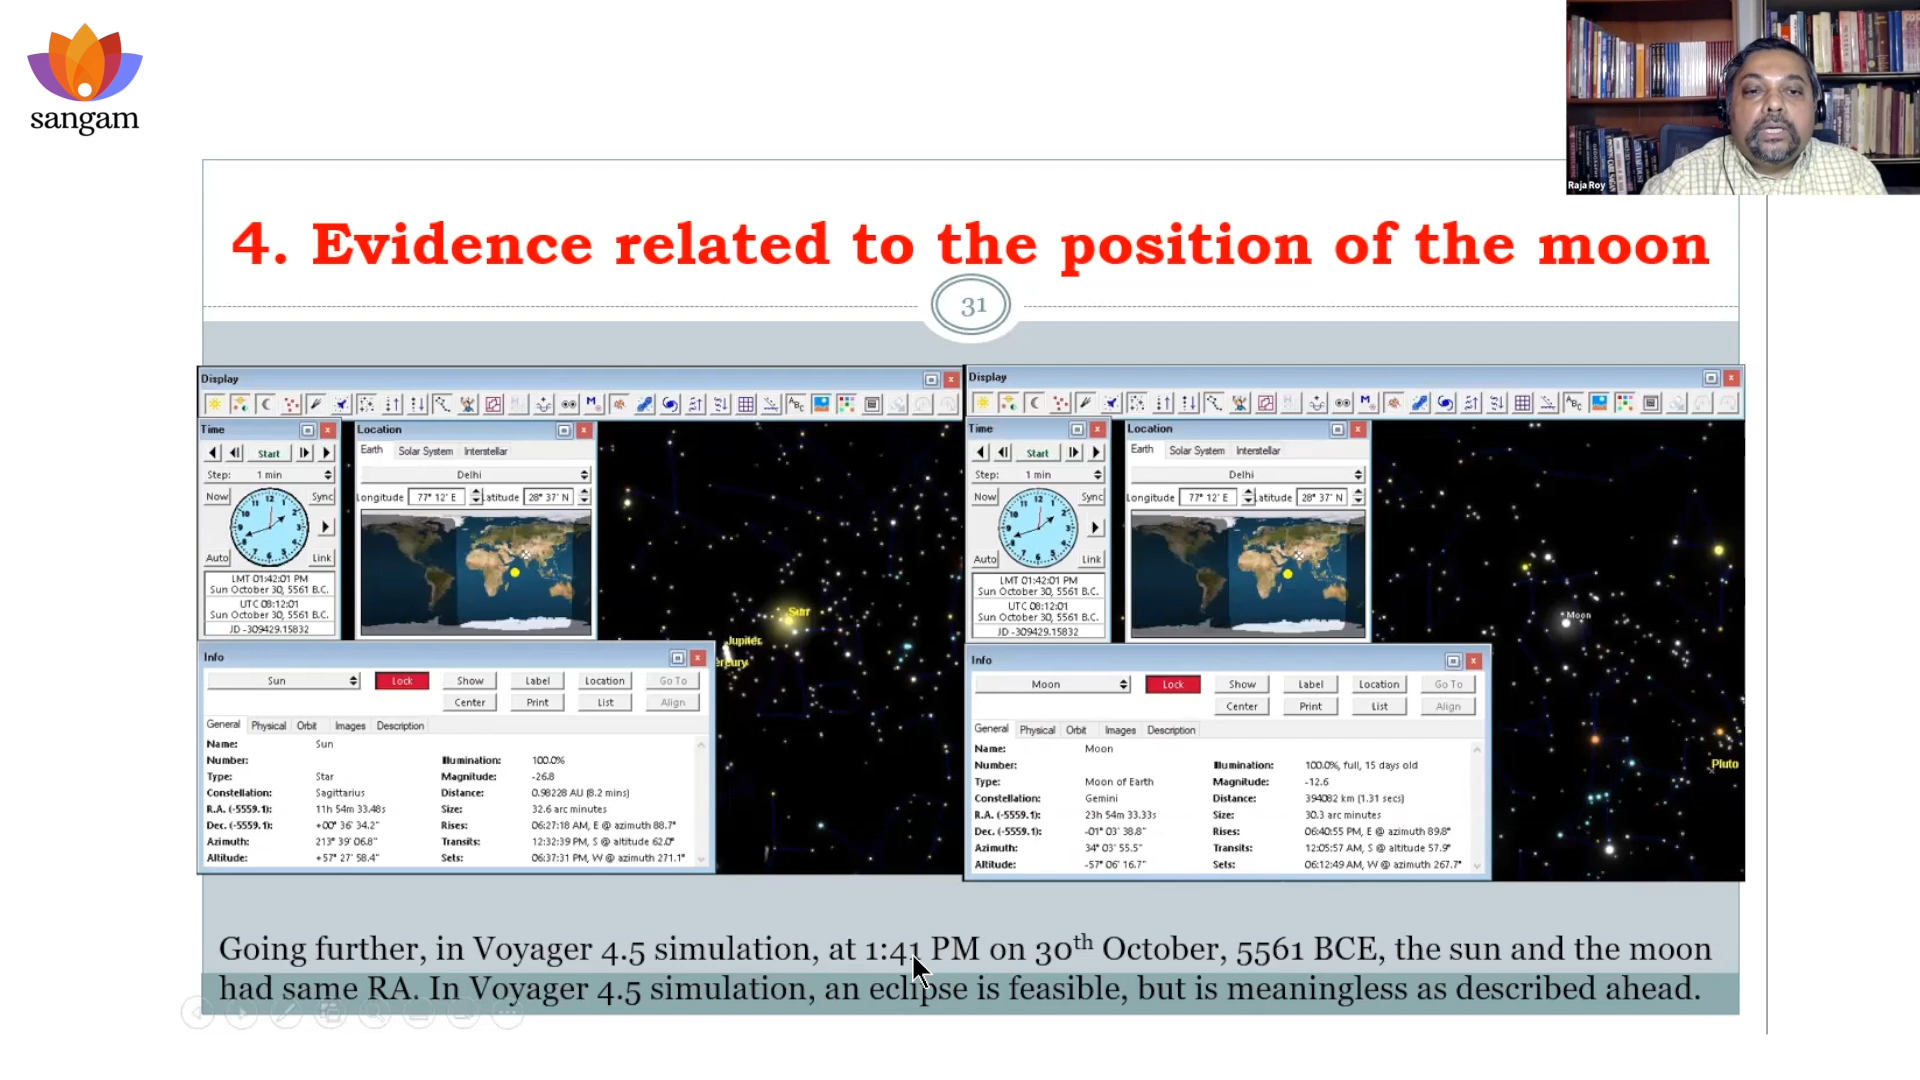 sangam
Raja Roy
4. Evidence related to the position of the moon
31
Display
Time
Start
Step: 1 min
Now
Sync
12
Auto
Link
LMT 01:42:01 PM
Sun October 30, 5561 B.C.
UTC 08:12:01
Sun October 30, 5561 B.C.
JD -309429.15832
Location
Earth Solar System Interstellar
Delhi
Longitude 77° 12' E Latitude 28° 37' N
Sun
Jupiter
Info
Sun Lock Show Label Location Go To
Center Print List Align
General Physical Orbit Images Description
Name: Sun
Number: Illumination: 100.0%
Type: Star Magnitude: -26.8
Constellation: Sagittarius Distance: 0.98228 AU (8.2 mins)
R.A. (-5559.1): 11h 54m 33.48s Size: 32.6 arc minutes
Dec. (-5559.1): +00° 36' 34.2" Rises: 06:27:18 AM, E @ azimuth 88.7°
Azimuth: 213° 39' 06.8" Transits: 12:32:39 PM, S @ altitude 62.0°
Altitude: +57° 27' 58.4" Sets: 06:37:31 PM, W @ azimuth 271.1°
Display
Time
Start
Step: 1 min
Now
Sync
12
Auto
Link
LMT 01:42:01 PM
Sun October 30, 5561 B.C.
UTC 08:12:01
Sun October 30, 5561 B.C.
JD -309429.15832
Location
Earth Solar System Interstellar
Delhi
Longitude 77° 12' E Latitude 28° 37' N
Moon
Pluto
Info
Moon Lock Show Label Location Go To
Center Print List Align
General Physical Orbit Images Description
Name: Moon
Number: Illumination: 100.0%, full, 15 days old
Type: Moon of Earth Magnitude: -12.6
Constellation: Gemini Distance: 394082 km (1.31 secs)
R.A. (-5559.1): 23h 54m 33.33s Size: 30.3 arc minutes
Dec. (-5559.1): -01° 03' 38.8" Rises: 06:40:55 PM, E @ azimuth 89.8°
Azimuth: 34° 03' 55.5" Transits: 12:05:57 AM, S @ altitude 57.9°
Altitude: -57° 06' 16.7" Sets: 06:12:49 AM, W @ azimuth 267.7°
Going further, in Voyager 4.5 simulation, at 1:41 PM on 30th October, 5561 BCE, the sun and the moon
had same RA. In Voyager 4.5 simulation, an eclipse is feasible, but is meaningless as described ahead.